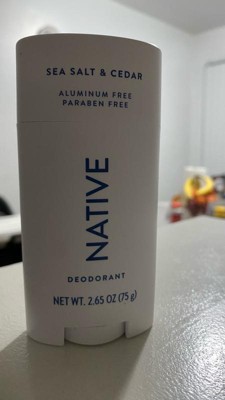 SEA SALT & CEDAR
ALUMINUM FREE
PARABEN FREE
NATIVE
DEODORANT
NET WT. 2.65 OZ (75 g)